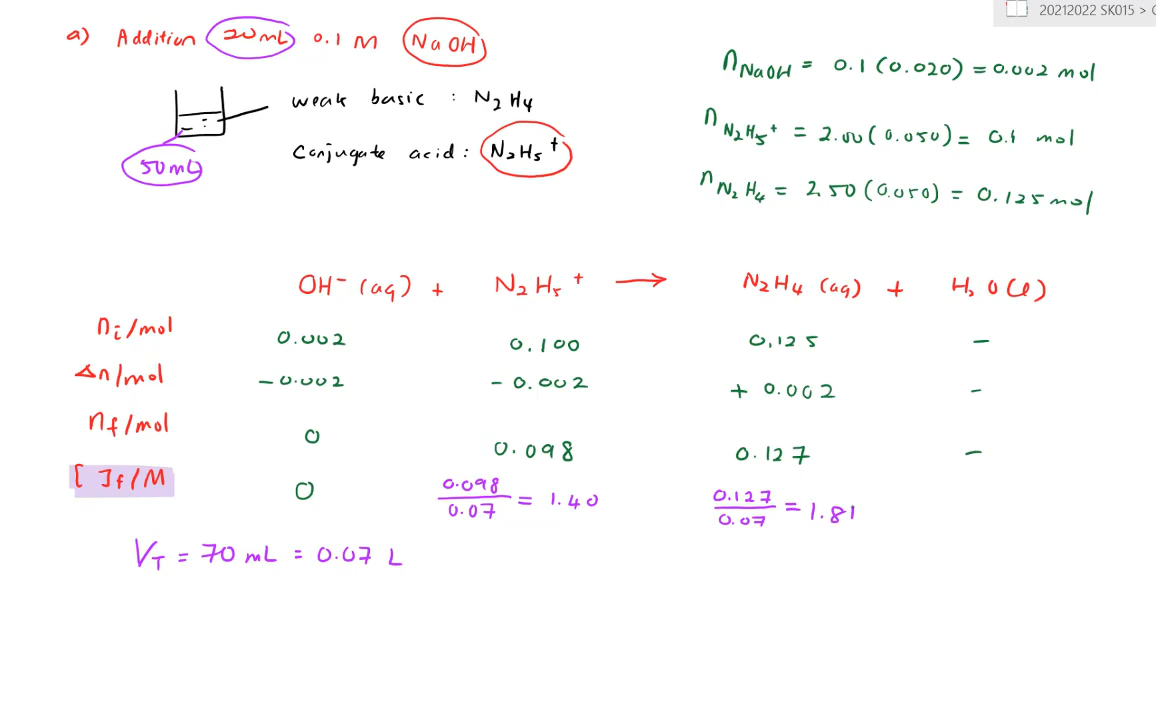 20212022 SK015 >
a) Addition 20mL 0.1 M NaOH
weak basic : N₂H₄
Conjugate acid : N₂H₅⁺
50mL
n NaOH = 0.1 (0.020) = 0.002 mol
n N₂H₅⁺ = 2.00 (0.050) = 0.1 mol
n N₂H₄ = 2.50 (0.050) = 0.125 mol
OH⁻ (aq) + N₂H₅⁺ → N₂H₄ (aq) + H₂O(l)
nᵢ/mol 0.002 0.100 0.125 –
Δn/mol –0.002 –0.002 +0.002 –
nf/mol 0 0.098 0.127 –
[ ]f/M 0 0.098/0.07 = 1.40 0.127/0.07 = 1.81
V_T = 70 mL = 0.07 L